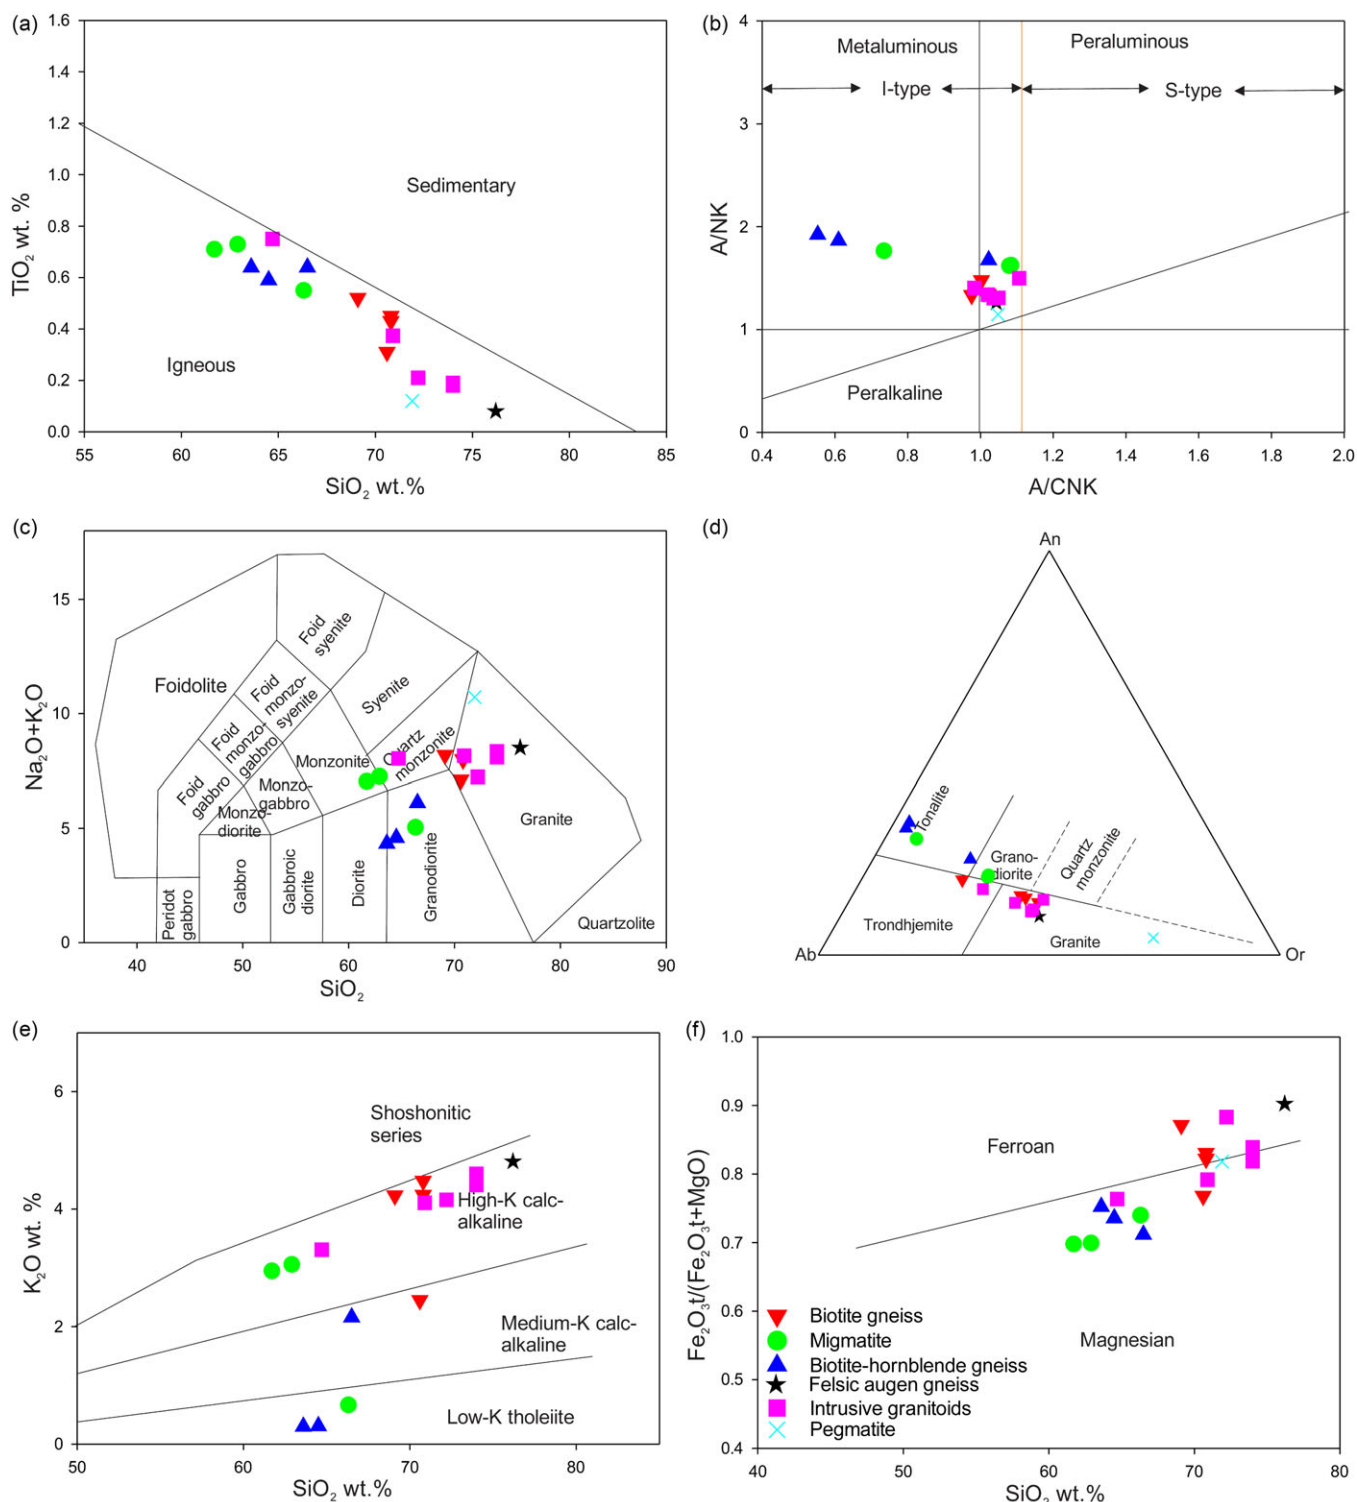 (a)
1.6
1.4
1.2
1.0
0.8
0.6
0.4
0.2
0.0
TiO₂ wt. %
Sedimentary
Igneous
55
60
65
70
75
80
85
SiO₂ wt.%
(b)
4
3
2
1
0
A/NK
Metaluminous
Peraluminous
I-type
S-type
Peralkaline
0.4
0.6
0.8
1.0
1.2
1.4
1.6
1.8
2.0
A/CNK
(c)
15
10
5
0
Na₂O+K₂O
Foidolite
Foid
syenite
Foid
monzo-
syenite
Foid
monzo-
gabbro
Foid
gabbro
Syenite
Monzonite
Quartz
monzonite
Monzo-
gabbro
Monzo-
diorite
Peridot
gabbro
Gabbro
Gabbroic
diorite
Diorite
Granodiorite
Granite
Quartzolite
40
50
60
70
80
90
SiO₂
(d)
An
Tonalite
Grano-
diorite
Quartz
monzonite
Trondhjemite
Granite
Ab
Or
(e)
6
4
2
0
K₂O wt. %
Shoshonitic
series
High-K calc-
alkaline
Medium-K calc-
alkaline
Low-K tholeiite
50
60
70
80
SiO₂ wt.%
(f)
1.0
0.9
0.8
0.7
0.6
0.5
0.4
Fe₂O₃t/(Fe₂O₃t+MgO)
Ferroan
Magnesian
Biotite gneiss
Migmatite
Biotite-hornblende gneiss
Felsic augen gneiss
Intrusive granitoids
Pegmatite
40
50
60
70
80
SiO₂ wt.%